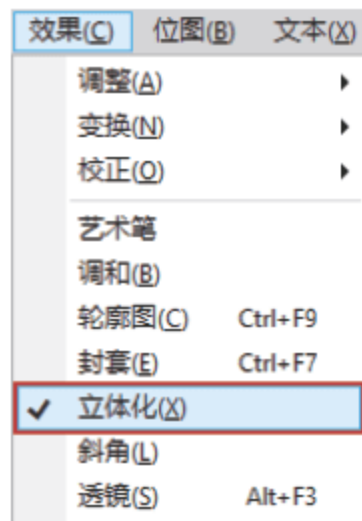 效果(C) 位图(B) 文本(X)
调整(A)
变换(N)
校正(O)
艺术笔
调和(B)
轮廓图(C) Ctrl+F9
封套(E) Ctrl+F7
立体化(X)
斜角(L)
透镜(S) Alt+F3